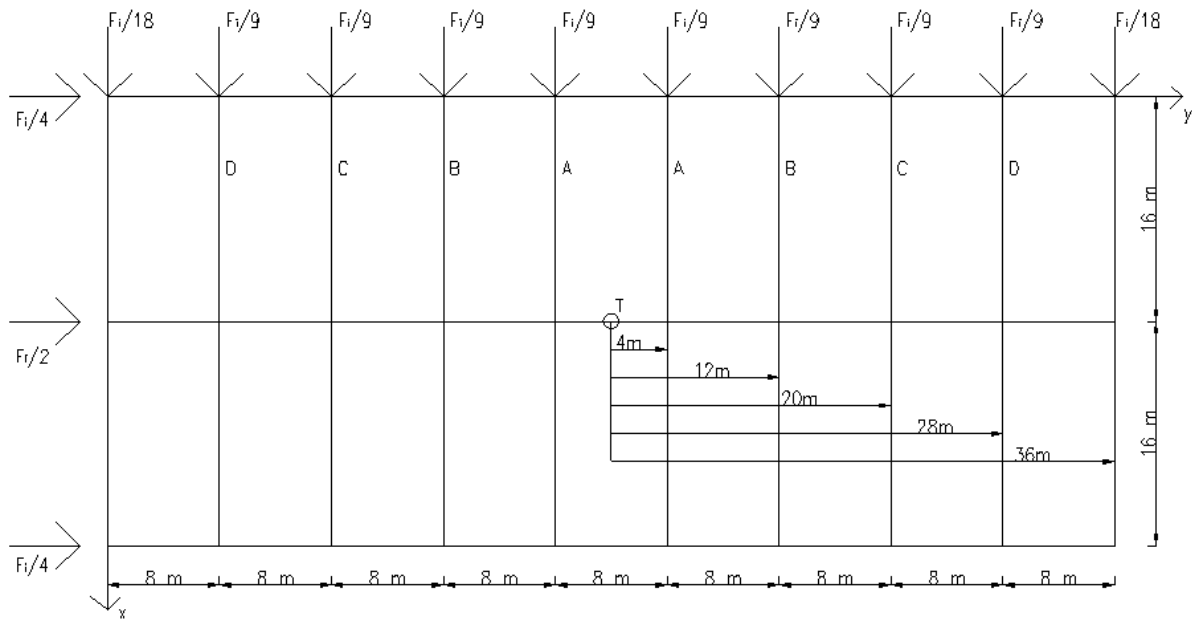 Fi/18 Fi/9 Fi/9 Fi/9 Fi/9 Fi/9 Fi/9 Fi/9 Fi/9 Fi/18
Fi/4
y
D C B A A B C D
16 m
T
Fi/2
4m
12m
20m
28m
36m
16 m
Fi/4
8 m 8 m 8 m 8 m 8 m 8 m 8 m 8 m 8 m
x